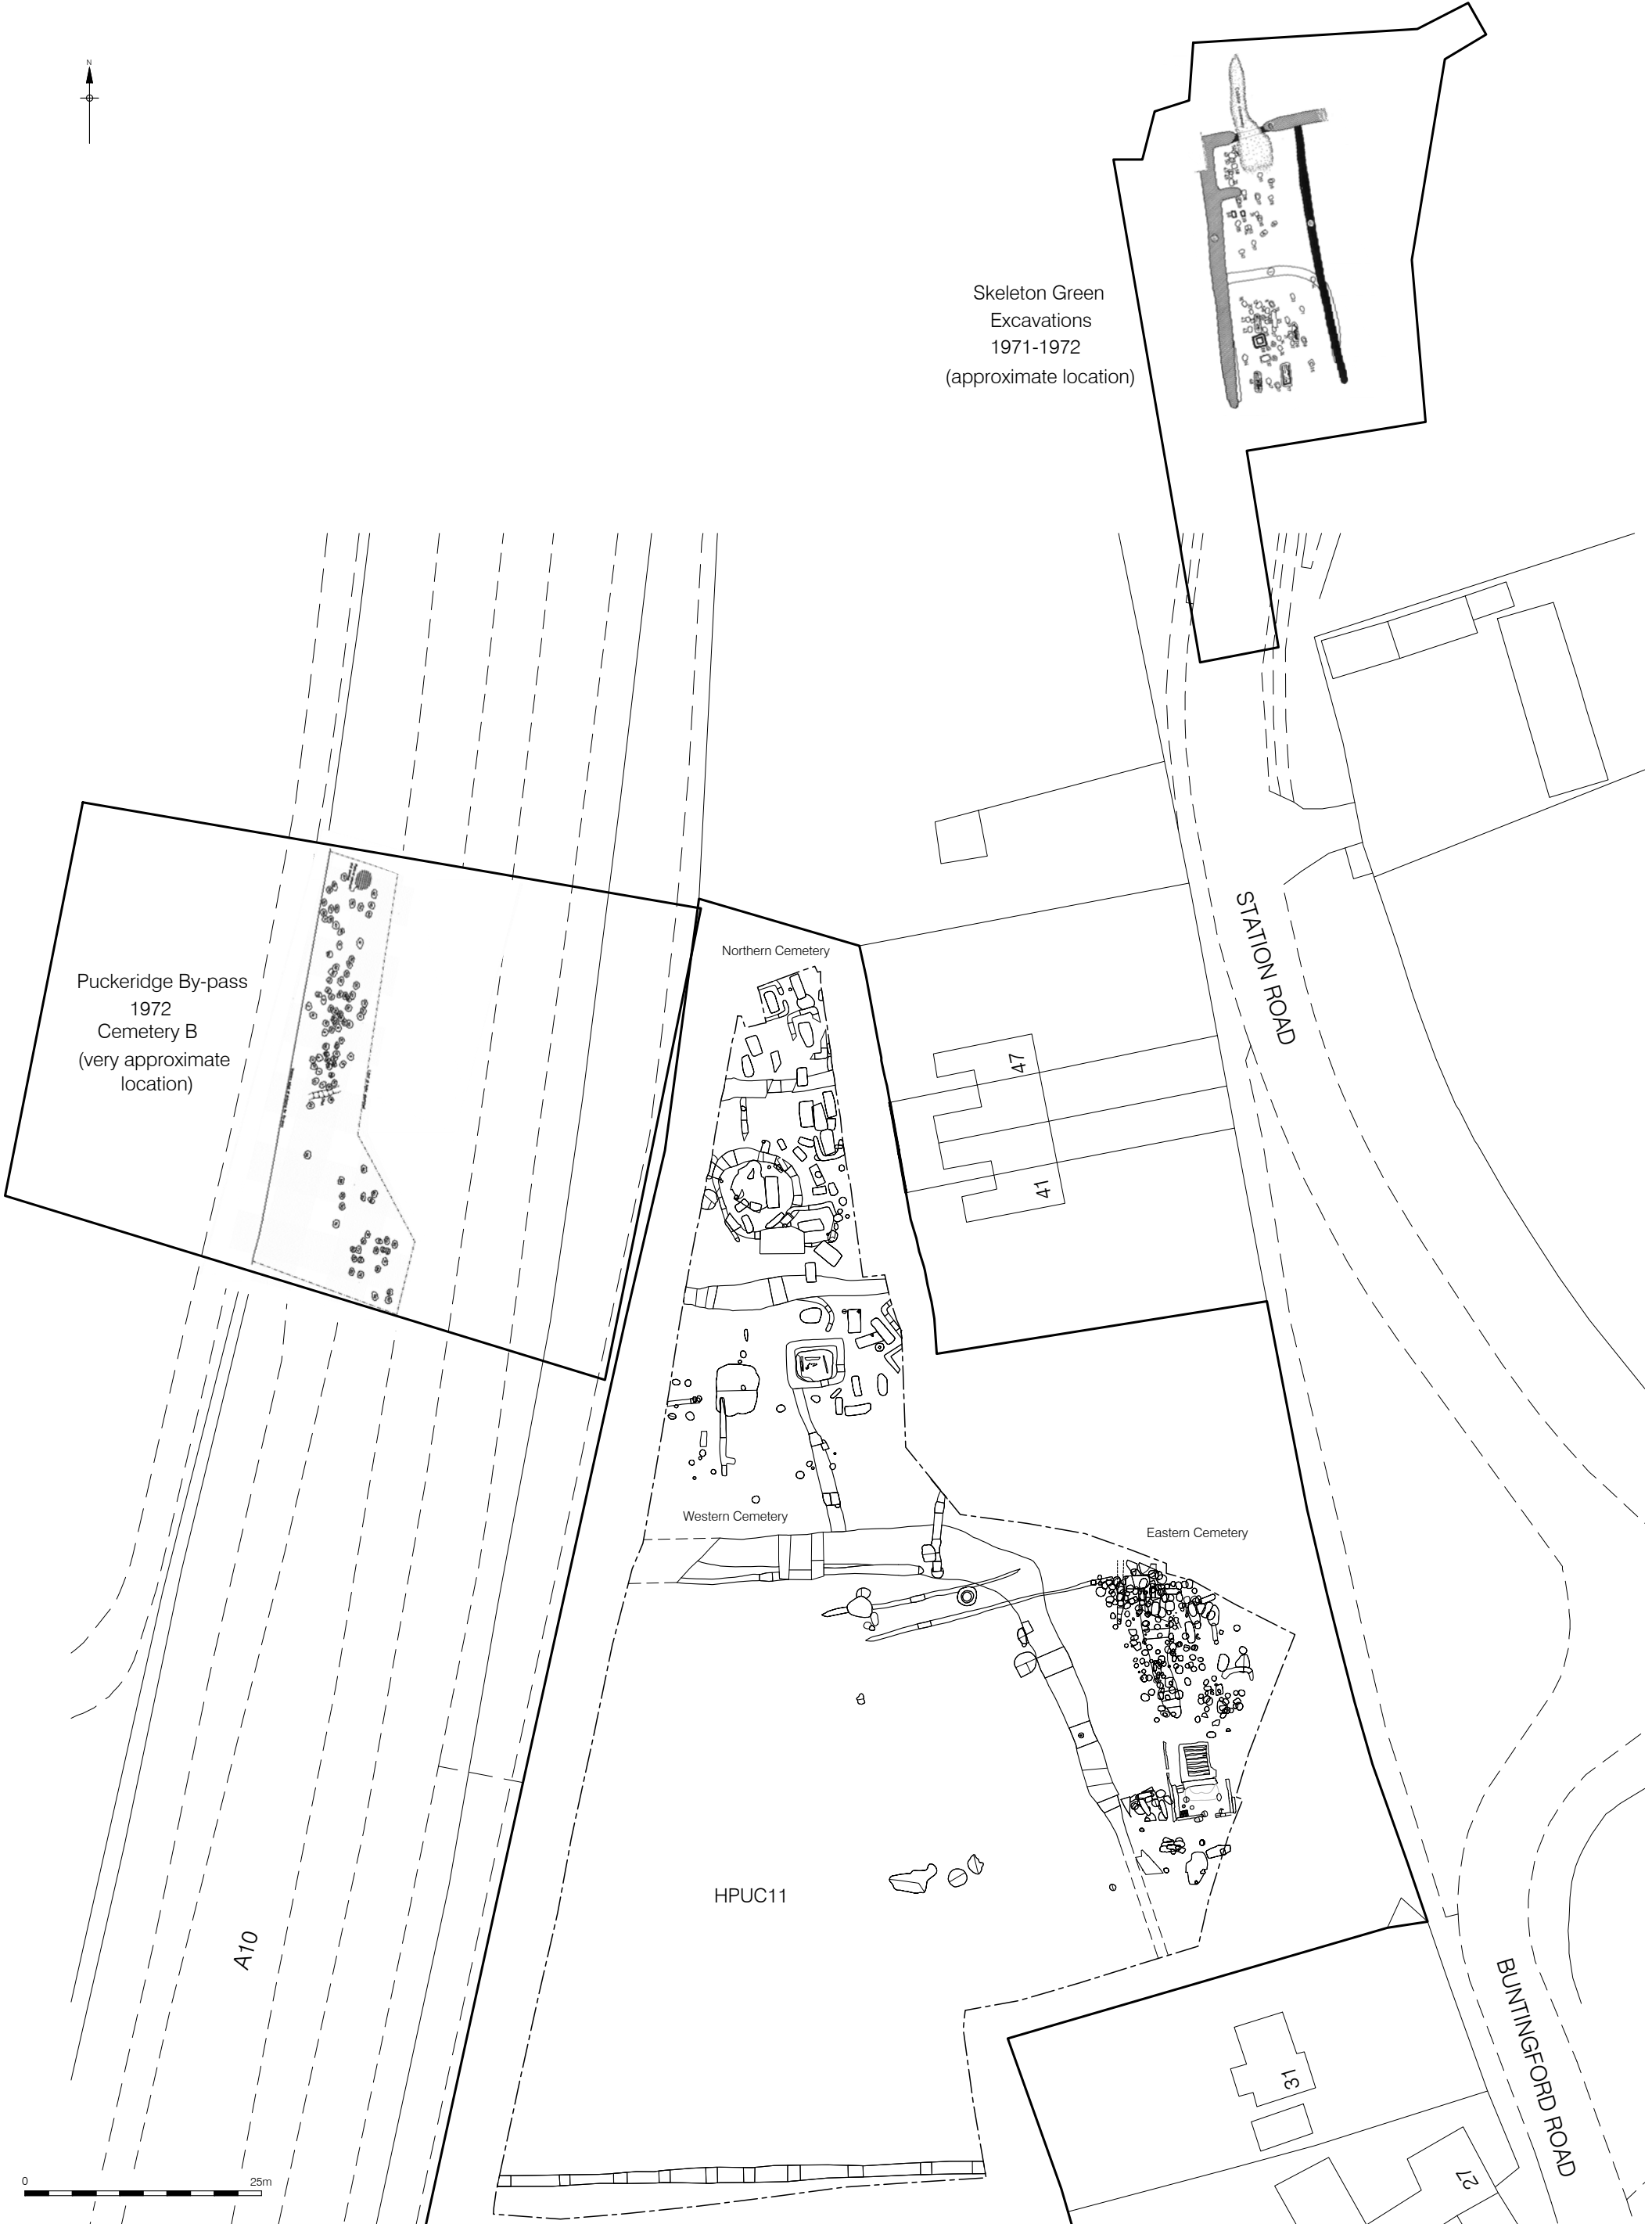 N
Skeleton Green
Excavations
1971-1972
(approximate location)
STATION ROAD
Northern Cemetery
Puckeridge By-pass
1972
Cemetery B
(very approximate
location)
47
41
Western Cemetery
Eastern Cemetery
HPUC11
A10
31
BUNTINGFORD ROAD
27
0
25m